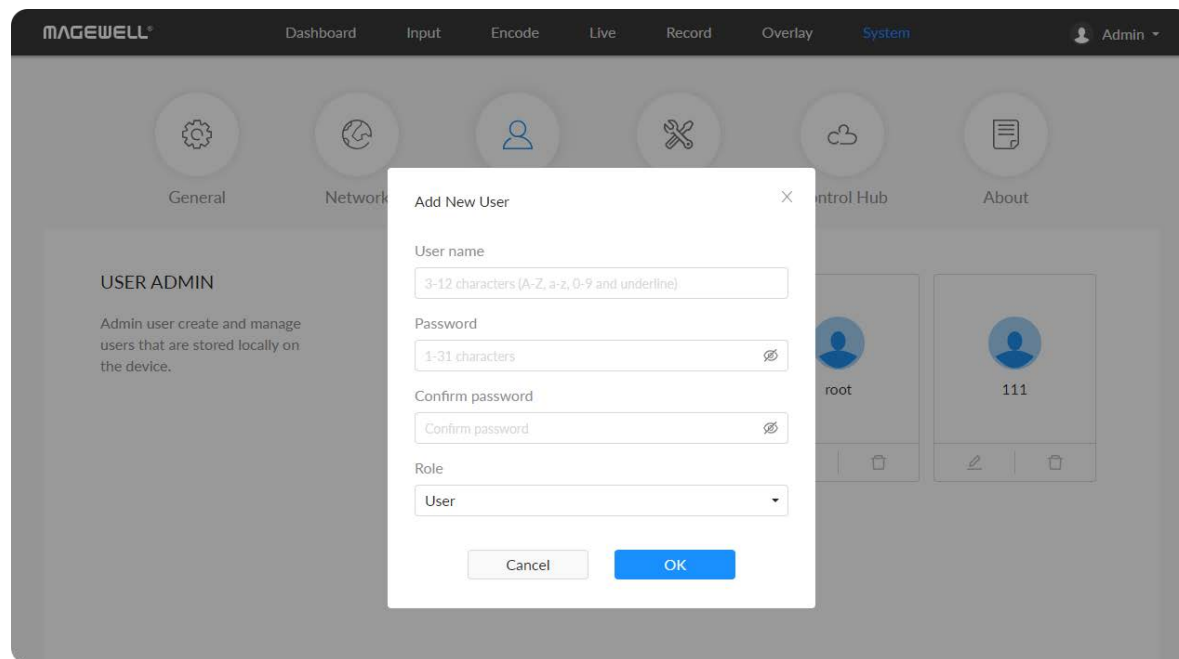 MAGEWELL®
Dashboard
Input
Encode
Live
Record
Overlay
System
Admin
General
Network
ntrol Hub
About
Add New User
User name
3-12 characters (A-Z, a-z, 0-9 and underline)
Password
1-31 characters
Confirm password
Confirm password
Role
User
Cancel
OK
USER ADMIN
Admin user create and manage
users that are stored locally on
the device.
root
111